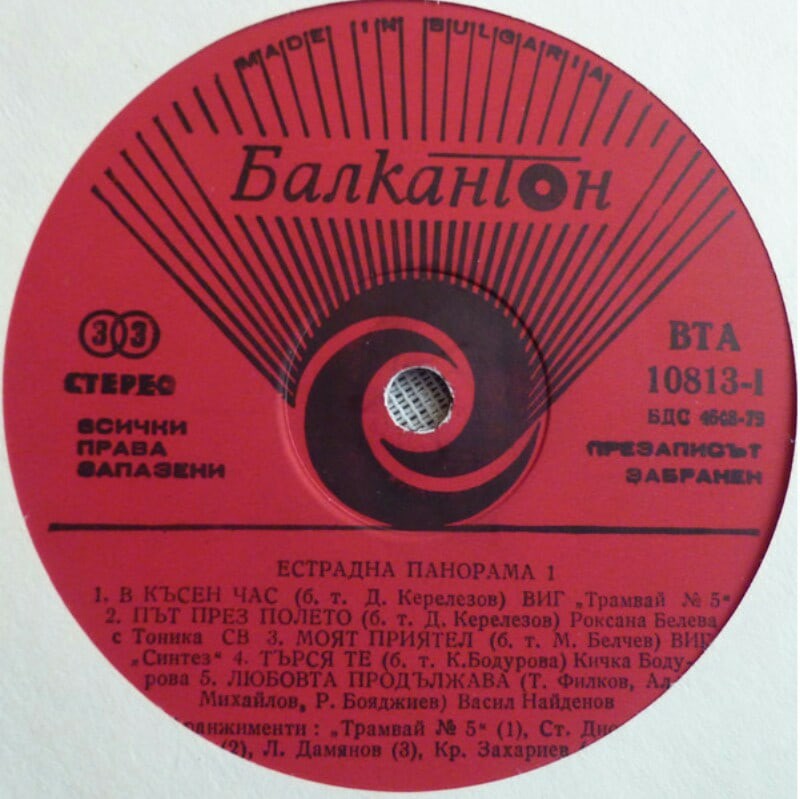 MADE IN BULGARIA
Балкантон
33
СТЕРЕО
ВСИЧКИ
ПРАВА
ЗАПАЗЕНИ
ВТА
10813-I
БДС 4648-79
ПРЕЗАПИСЪТ
ЗАБРАНЕН
ЕСТРАДНА ПАНОРАМА 1
1. В КЪСЕН ЧАС (б. т. Д. Керелезов) ВИГ „Трамвай № 5“
2. ПЪТ ПРЕЗ ПОЛЕТО (б. т. Д. Керелезов) Роксана Белева
с Тоника СВ 3. МОЯТ ПРИЯТЕЛ (б. т. М. Белчев) ВИГ
„Синтез“ 4. ТЪРСЯ ТЕ (б. т. К.Бодурова) Кичка Боду-
рова 5. ЛЮБОВТА ПРОДЪЛЖАВА (Т. Филков, Ал.
Михайлов, Р. Бояджиев) Васил Найденов
„Трамвай № 5“ (1), Ст.
(2), Л. Дамянов (3), Кр. Захариев